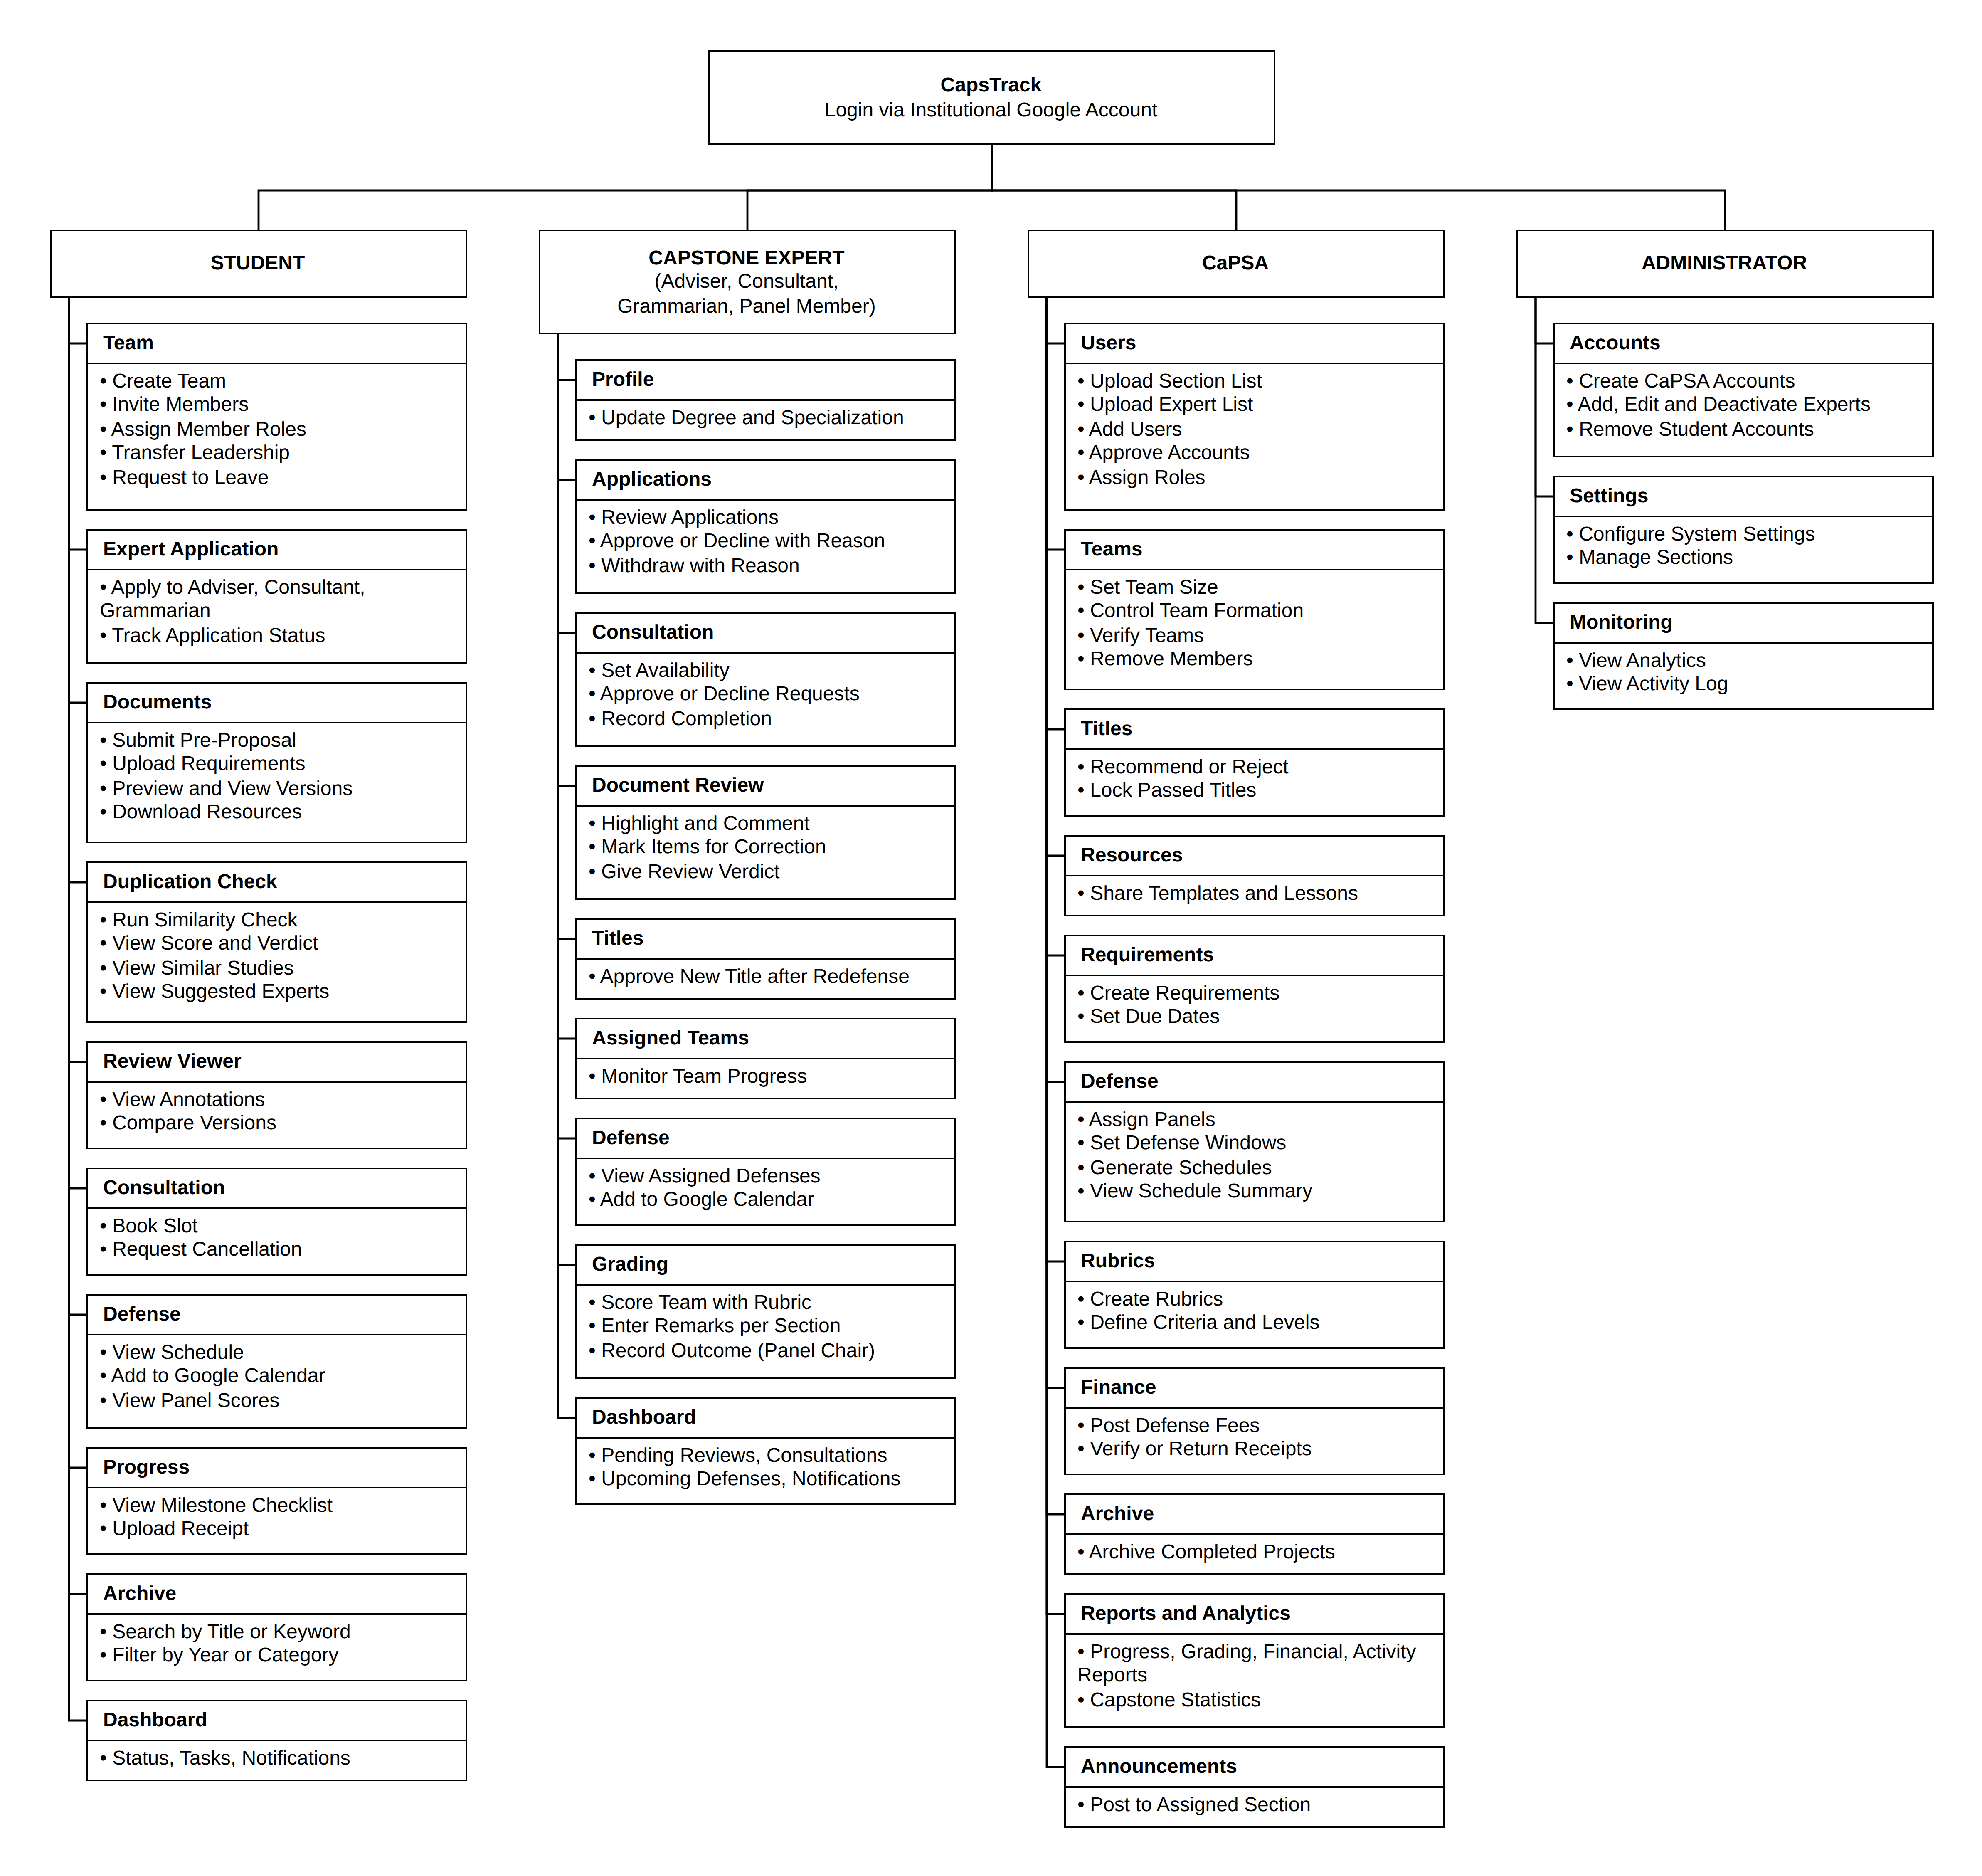 CapsTrack
Login via Institutional Google Account
STUDENT
Team
• Create Team
• Invite Members
• Assign Member Roles
• Transfer Leadership
• Request to Leave
Expert Application
• Apply to Adviser, Consultant,
Grammarian
• Track Application Status
Documents
• Submit Pre-Proposal
• Upload Requirements
• Preview and View Versions
• Download Resources
Duplication Check
• Run Similarity Check
• View Score and Verdict
• View Similar Studies
• View Suggested Experts
Review Viewer
• View Annotations
• Compare Versions
Consultation
• Book Slot
• Request Cancellation
Defense
• View Schedule
• Add to Google Calendar
• View Panel Scores
Progress
• View Milestone Checklist
• Upload Receipt
Archive
• Search by Title or Keyword
• Filter by Year or Category
Dashboard
• Status, Tasks, Notifications
CAPSTONE EXPERT
(Adviser, Consultant,
Grammarian, Panel Member)
Profile
• Update Degree and Specialization
Applications
• Review Applications
• Approve or Decline with Reason
• Withdraw with Reason
Consultation
• Set Availability
• Approve or Decline Requests
• Record Completion
Document Review
• Highlight and Comment
• Mark Items for Correction
• Give Review Verdict
Titles
• Approve New Title after Redefense
Assigned Teams
• Monitor Team Progress
Defense
• View Assigned Defenses
• Add to Google Calendar
Grading
• Score Team with Rubric
• Enter Remarks per Section
• Record Outcome (Panel Chair)
Dashboard
• Pending Reviews, Consultations
• Upcoming Defenses, Notifications
CaPSA
Users
• Upload Section List
• Upload Expert List
• Add Users
• Approve Accounts
• Assign Roles
Teams
• Set Team Size
• Control Team Formation
• Verify Teams
• Remove Members
Titles
• Recommend or Reject
• Lock Passed Titles
Resources
• Share Templates and Lessons
Requirements
• Create Requirements
• Set Due Dates
Defense
• Assign Panels
• Set Defense Windows
• Generate Schedules
• View Schedule Summary
Rubrics
• Create Rubrics
• Define Criteria and Levels
Finance
• Post Defense Fees
• Verify or Return Receipts
Archive
• Archive Completed Projects
Reports and Analytics
• Progress, Grading, Financial, Activity
Reports
• Capstone Statistics
Announcements
• Post to Assigned Section
ADMINISTRATOR
Accounts
• Create CaPSA Accounts
• Add, Edit and Deactivate Experts
• Remove Student Accounts
Settings
• Configure System Settings
• Manage Sections
Monitoring
• View Analytics
• View Activity Log